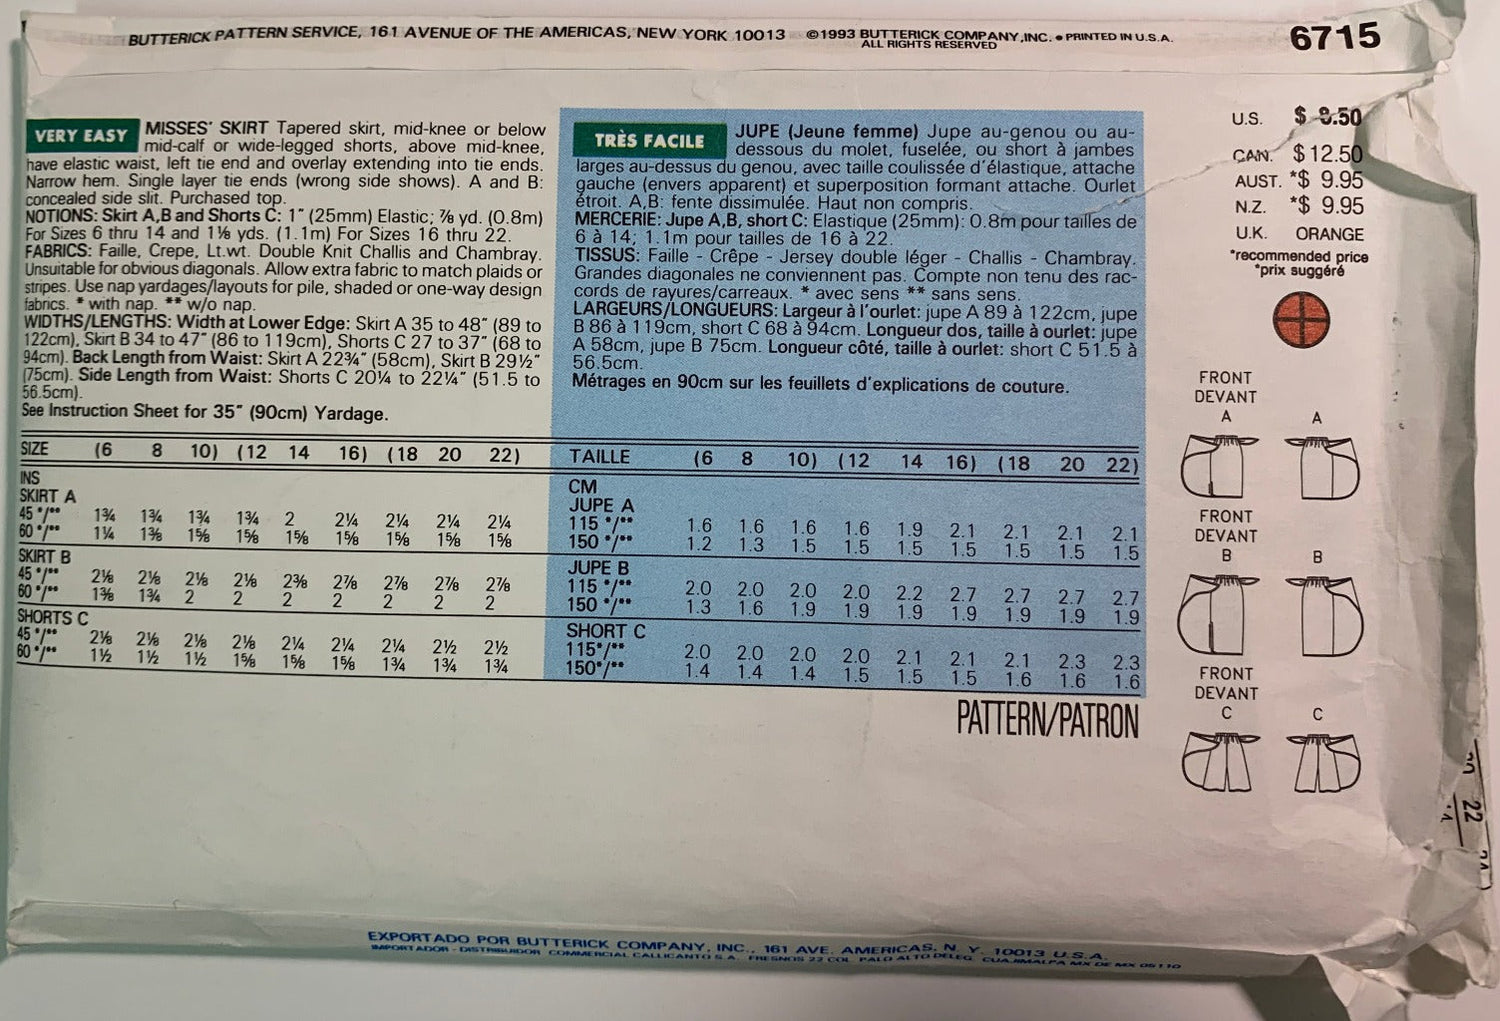 BUTTERICK PATTERN SERVICE, 161 AVENUE OF THE AMERICAS, NEW YORK 10013 ©1993 BUTTERICK COMPANY, INC. • PRINTED IN U.S.A.
ALL RIGHTS RESERVED
6715
VERY EASY MISSES' SKIRT Tapered skirt, mid-knee or below
mid-calf or wide-legged shorts, above mid-knee,
have elastic waist, left tie end and overlay extending into tie ends.
Narrow hem. Single layer tie ends (wrong side shows). A and B:
concealed side slit. Purchased top.
NOTIONS: Skirt A,B and Shorts C: 1" (25mm) Elastic; ⅞ yd. (0.8m)
For Sizes 6 thru 14 and 1⅛ yds. (1.1m) For Sizes 16 thru 22.
FABRICS: Faille, Crepe, Lt.wt. Double Knit Challis and Chambray.
Unsuitable for obvious diagonals. Allow extra fabric to match plaids or
stripes. Use nap yardages/layouts for pile, shaded or one-way design
fabrics. * with nap. ** w/o nap.
WIDTHS/LENGTHS: Width at Lower Edge: Skirt A 35 to 48" (89 to
122cm), Skirt B 34 to 47" (86 to 119cm), Shorts C 27 to 37" (68 to
94cm). Back Length from Waist: Skirt A 22¾" (58cm), Skirt B 29½"
(75cm). Side Length from Waist: Shorts C 20¼ to 22¼" (51.5 to
56.5cm).
See Instruction Sheet for 35" (90cm) Yardage.
TRÈS FACILE JUPE (Jeune femme) Jupe au-genou ou au-
dessous du molet, fuselée, ou short à jambes
larges au-dessus du genou, avec taille coulissée d'élastique, attache
gauche (envers apparent) et superposition formant attache. Ourlet
étroit. A,B: fente dissimulée. Haut non compris.
MERCERIE: Jupe A,B, short C: Elastique (25mm): 0.8m pour tailles de
6 à 14; 1.1m pour tailles de 16 à 22.
TISSUS: Faille - Crêpe - Jersey double léger - Challis - Chambray.
Grandes diagonales ne conviennent pas. Compte non tenu des rac-
cords de rayures/carreaux. * avec sens ** sans sens.
LARGEURS/LONGUEURS: Largeur à l'ourlet: jupe A 89 à 122cm, jupe
B 86 à 119cm, short C 68 à 94cm. Longueur dos, taille à ourlet: jupe
A 58cm, jupe B 75cm. Longueur côté, taille à ourlet: short C 51.5 à
56.5cm.
Métrages en 90cm sur les feuillets d'explications de couture.
U.S. $ 8.50
CAN. $ 12.50
AUST. *$ 9.95
N.Z. *$ 9.95
U.K. ORANGE
*recommended price
*prix suggéré
SIZE (6 8 10) (12 14 16) (18 20 22)
INS
SKIRT A
45 */** 1¾ 1¾ 1¾ 1¾ 2 2¼ 2¼ 2¼ 2¼
60 */** 1¼ 1⅜ 1⅝ 1⅝ 1⅝ 1⅝ 1⅝ 1⅝ 1⅝
SKIRT B
45 */** 2⅛ 2⅛ 2⅛ 2⅛ 2⅜ 2⅞ 2⅞ 2⅞ 2⅞
60 */** 1⅜ 1¾ 2 2 2 2 2 2 2
SHORTS C
45 */** 2⅛ 2⅛ 2⅛ 2⅛ 2¼ 2¼ 2¼ 2½ 2½
60 */** 1½ 1½ 1½ 1⅝ 1⅝ 1⅝ 1¾ 1¾ 1¾
TAILLE (6 8 10) (12 14 16) (18 20 22)
CM
JUPE A
115 */** 1.6 1.6 1.6 1.6 1.9 2.1 2.1 2.1 2.1
150 */** 1.2 1.3 1.5 1.5 1.5 1.5 1.5 1.5 1.5
JUPE B
115 */** 2.0 2.0 2.0 2.0 2.2 2.7 2.7 2.7 2.7
150 */** 1.3 1.6 1.9 1.9 1.9 1.9 1.9 1.9 1.9
SHORT C
115*/** 2.0 2.0 2.0 2.0 2.1 2.1 2.1 2.3 2.3
150*/** 1.4 1.4 1.4 1.5 1.5 1.5 1.6 1.6 1.6
PATTERN/PATRON
FRONT
DEVANT
A A
FRONT
DEVANT
B B
FRONT
DEVANT
C C
22
EXPORTADO POR BUTTERICK COMPANY, INC., 161 AVE. AMERICAS, N. Y. 10013 U.S.A.
IMPORTADOR - DISTRIBUIDOR COMMERCIAL CALLICANTO S.A. FRESNOS 22 COL. PALO ALTO DELEG. CUAJIMALPA MX DE MX 05110